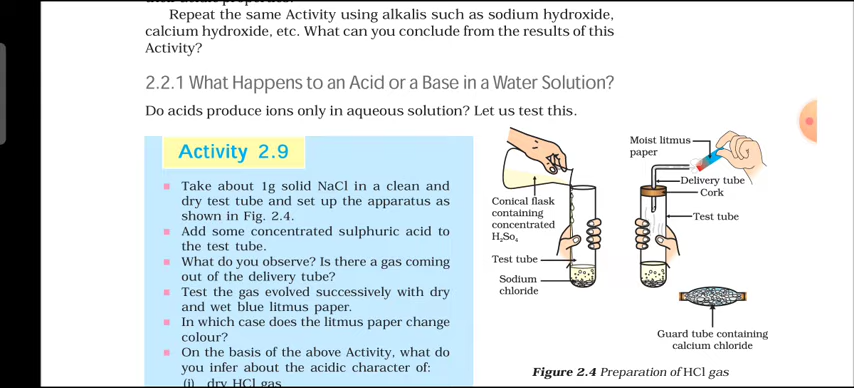 their acidic properties.
Repeat the same Activity using alkalis such as sodium hydroxide,
calcium hydroxide, etc. What can you conclude from the results of this
Activity?
2.2.1 What Happens to an Acid or a Base in a Water Solution?
Do acids produce ions only in aqueous solution? Let us test this.
Activity 2.9
Take about 1g solid NaCl in a clean and
dry test tube and set up the apparatus as
shown in Fig. 2.4.
Add some concentrated sulphuric acid to
the test tube.
What do you observe? Is there a gas coming
out of the delivery tube?
Test the gas evolved successively with dry
and wet blue litmus paper.
In which case does the litmus paper change
colour?
On the basis of the above Activity, what do
you infer about the acidic character of:
(i) dry HCl gas
Conical flask
containing
concentrated
H₂So₄
Test tube
Sodium
chloride
Moist litmus
paper
Delivery tube
Cork
Test tube
Guard tube containing
calcium chloride
Figure 2.4 Preparation of HCl gas